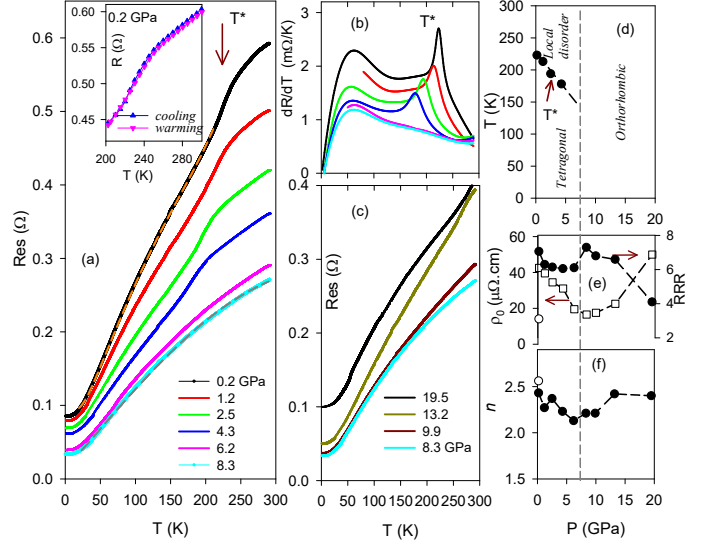 0.2 GPa
R (Ω)
0.60
0.55
0.50
0.45
200
240
280
T (K)
cooling
warming
T*
(a)
Res (Ω)
0.6
0.5
0.4
0.3
0.2
0.1
0.0
0.2 GPa
1.2
2.5
4.3
6.2
8.3
0
50
100
150
200
250
300
T (K)
(b)
T*
dR/dT (mΩ/K)
3
2
1
0
(c)
Res (Ω)
0.4
0.3
0.2
0.1
0.0
19.5
13.2
9.9
8.3 GPa
0
50
100
150
200
250
300
T (K)
(d)
T (K)
300
250
200
150
100
50
0
T*
Tetragonal
Local
disorder
Orthorhombic
0
5
10
15
20
(e)
ρ0 (μΩ.cm)
60
40
20
0
8
6
4
2
RRR
(f)
n
2.5
2.0
1.5
0
5
10
15
20
P (GPa)